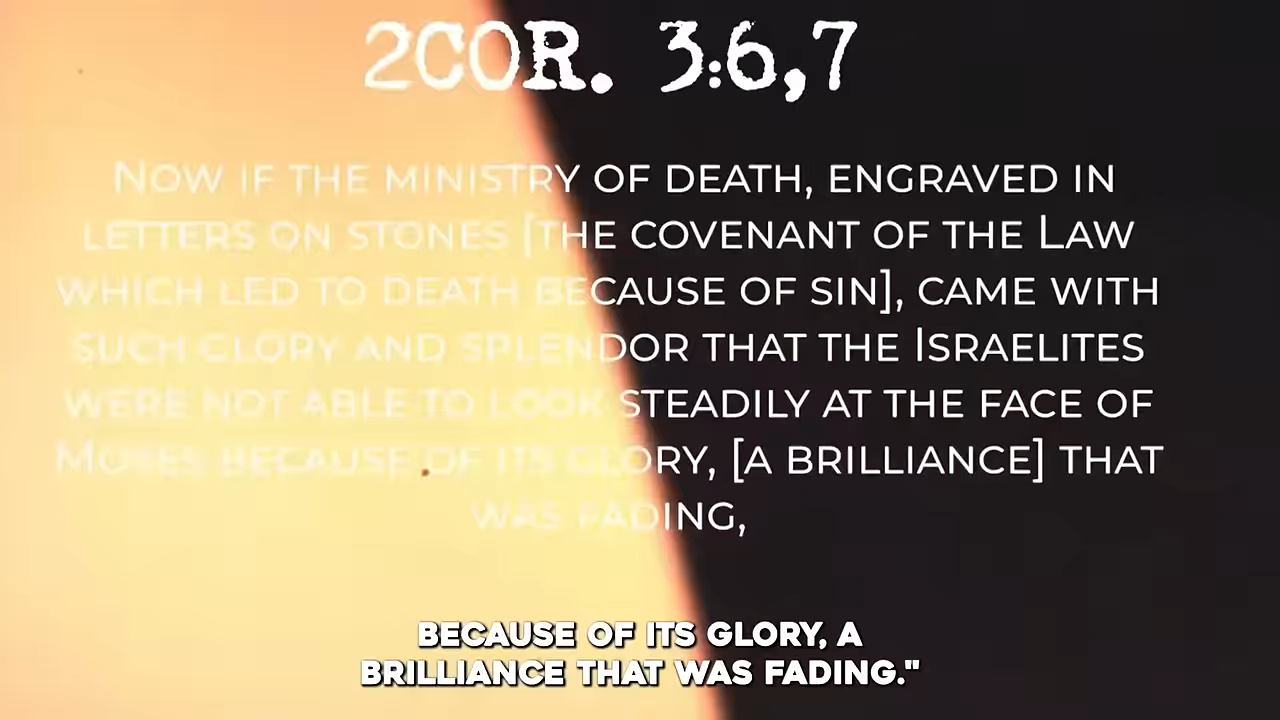 2COR. 3:6,7
Now if the ministry of death, engraved in
letters on stones [the covenant of the Law
which led to death because of sin], came with
such glory and splendor that the Israelites
were not able to look steadily at the face of
Moses because of its glory, [a brilliance] that
was fading,
BECAUSE OF ITS GLORY, A
BRILLIANCE THAT WAS FADING."